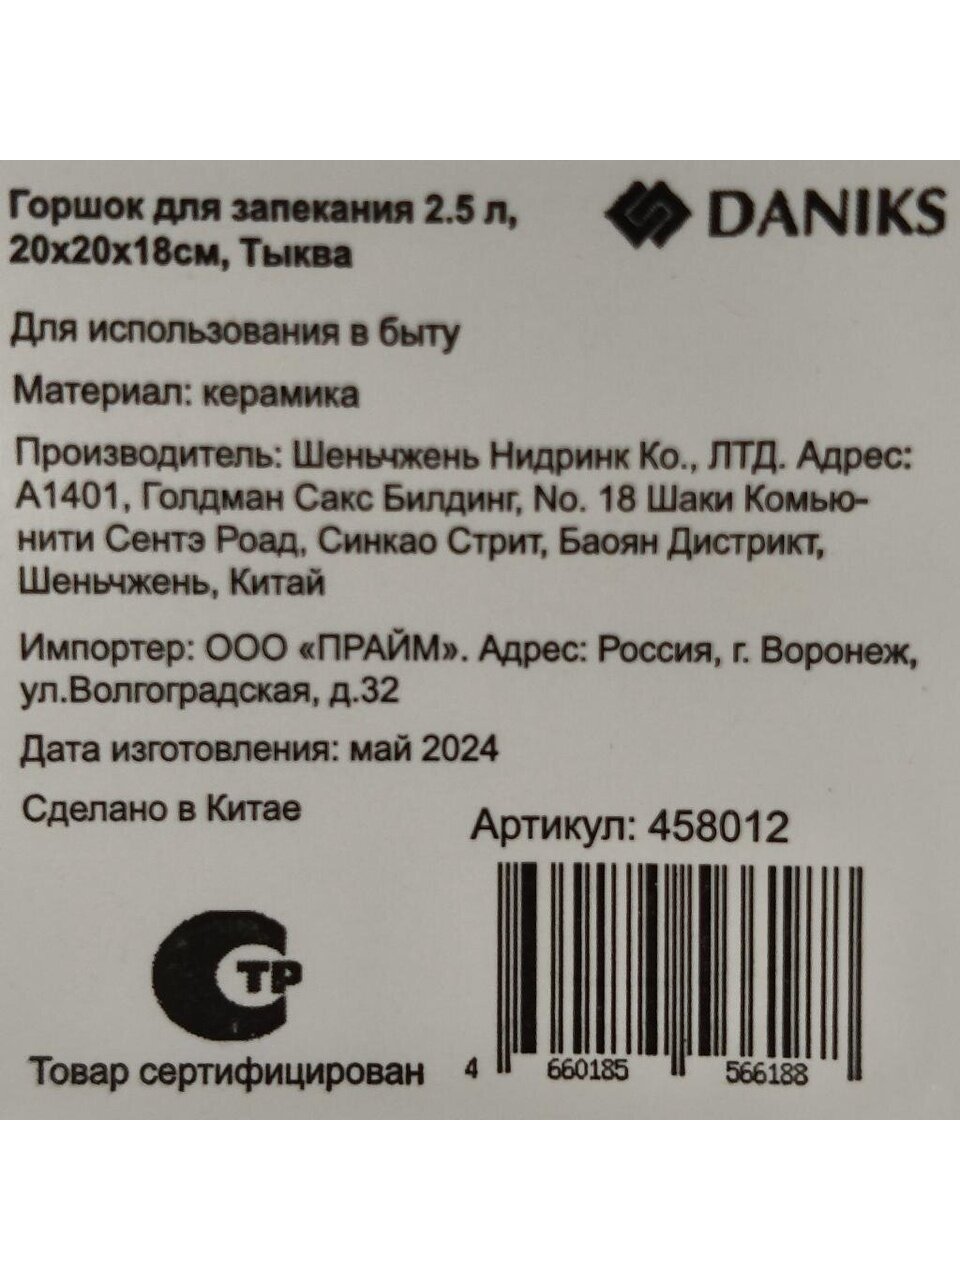 Горшок для запекания 2.5 л,
20х20х18см, Тыква
DANIKS
Для использования в быту
Материал: керамика
Производитель: Шеньчжень Нидринк Ко., ЛТД. Адрес:
А1401, Голдман Сакс Билдинг, No. 18 Шаки Комью-
нити Сентэ Роад, Синкао Стрит, Баоян Дистрикт,
Шеньчжень, Китай
Импортер: ООО «ПРАЙМ». Адрес: Россия, г. Воронеж,
ул.Волгоградская, д.32
Дата изготовления: май 2024
Сделано в Китае
Артикул: 458012
ТР
Товар сертифицирован
4 660185 566188